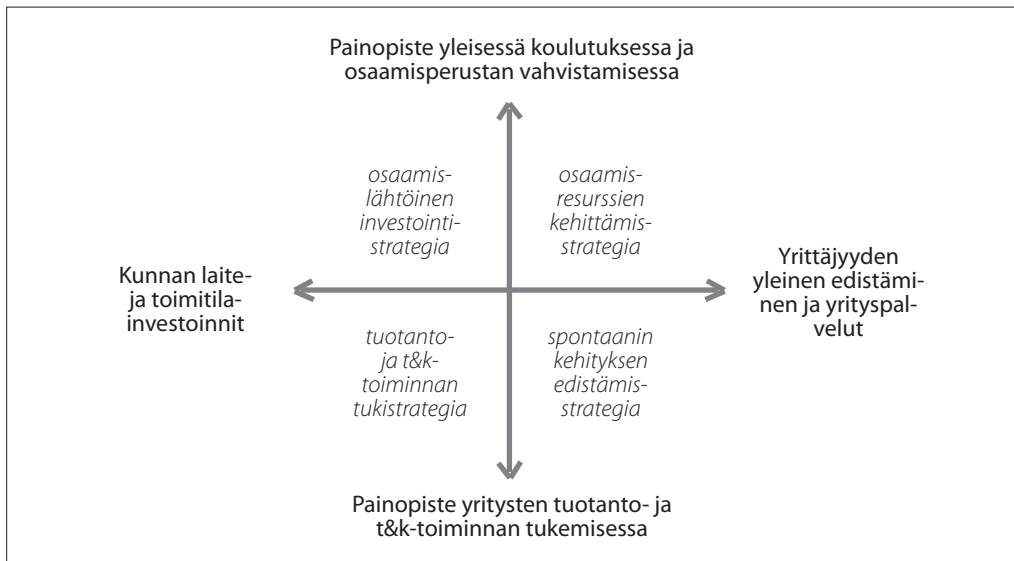 Painopiste yleisessä koulutuksessa ja
osaamisperustan vahvistamisessa
osaamis-
lähtöinen
investointi-
strategia
osaamis-
resurssien
kehittämis-
strategia
Kunnan laite-
ja toimitila-
investoinnit
Yrittäjyyden
yleinen edistämi-
nen ja yrityspal-
velut
tuotanto-
ja t&k-
toiminnan
tukistrategia
spontaanin
kehityksen
edistämis-
strategia
Painopiste yritysten tuotanto- ja
t&k-toiminnan tukemisessa